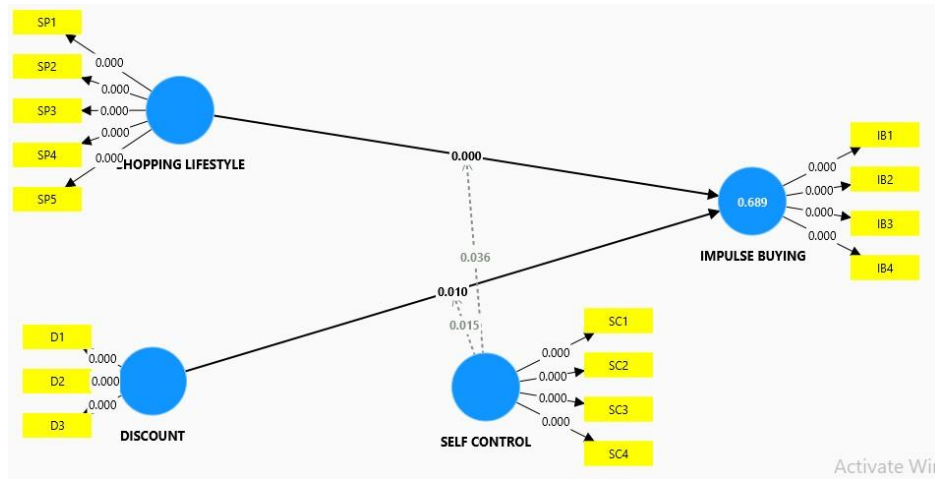 SP1
0.000
SP2
0.000
SP3
0.000
SP4
0.000
SP5
0.000
HOPPING LIFESTYLE
0.000
IB1
0.000
IB2
0.000
IB3
0.000
IB4
0.000
0.689
IMPULSE BUYING
0.036
0.010
0.015
D1
0.000
D2
0.000
D3
0.000
DISCOUNT
SC1
0.000
SC2
0.000
SC3
0.000
SC4
0.000
SELF CONTROL
Activate Wi